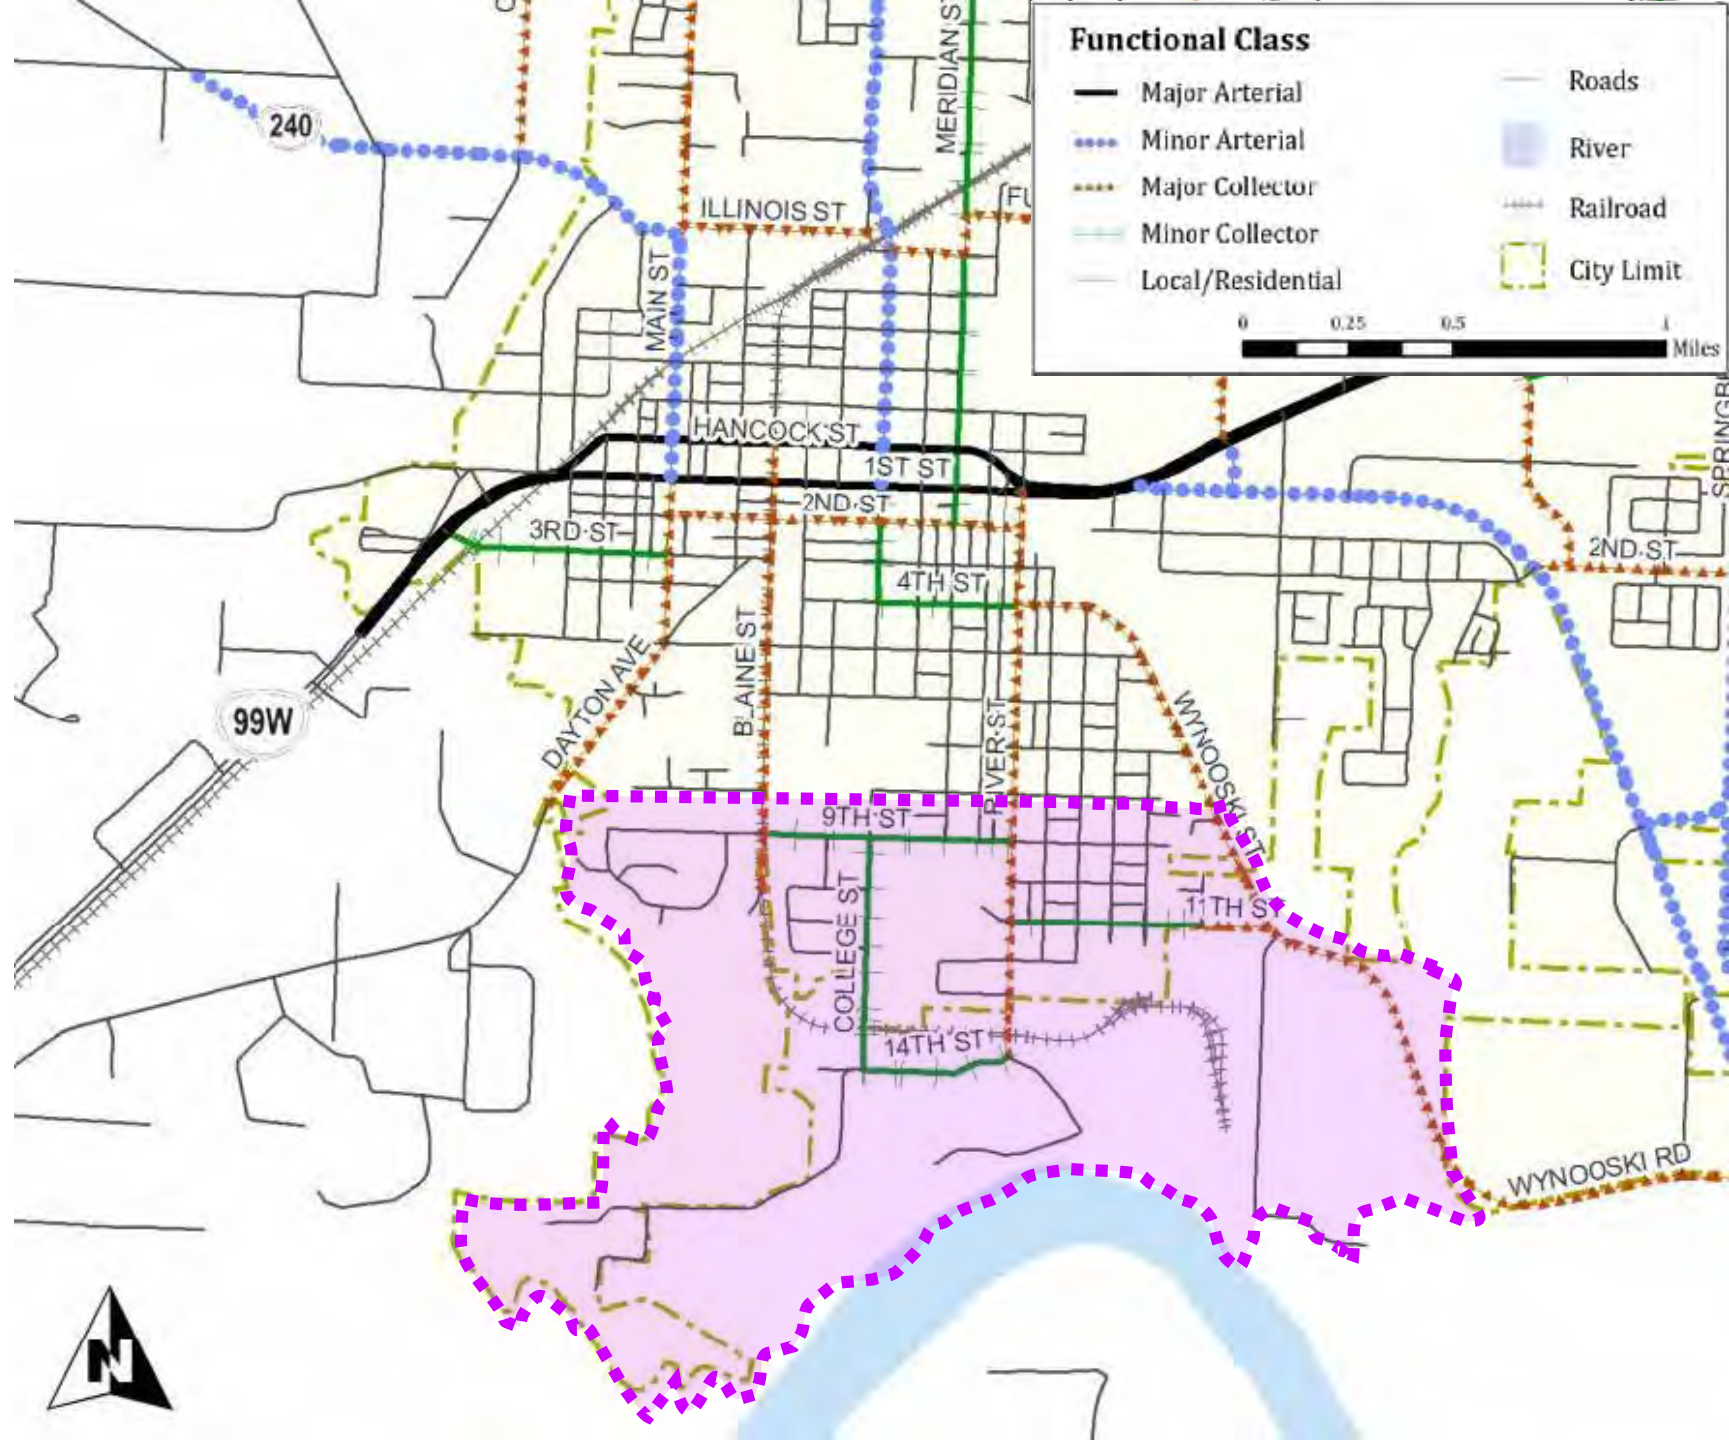 MERIDIAN ST
Functional Class
Major Arterial
Minor Arterial
Major Collector
Minor Collector
Local/Residential
Roads
River
Railroad
City Limit
0 0.25 0.5 1
Miles
240
ILLINOIS ST
FU
MAIN ST
HANCOCK ST
1ST ST
2ND ST
3RD ST
4TH ST
2ND ST
SPRINGB
99W
DAYTON AVE
BLAINE ST
RIVER ST
WYNOOSKI ST
9TH ST
COLLEGE ST
11TH ST
14TH ST
WYNOOSKI RD
N